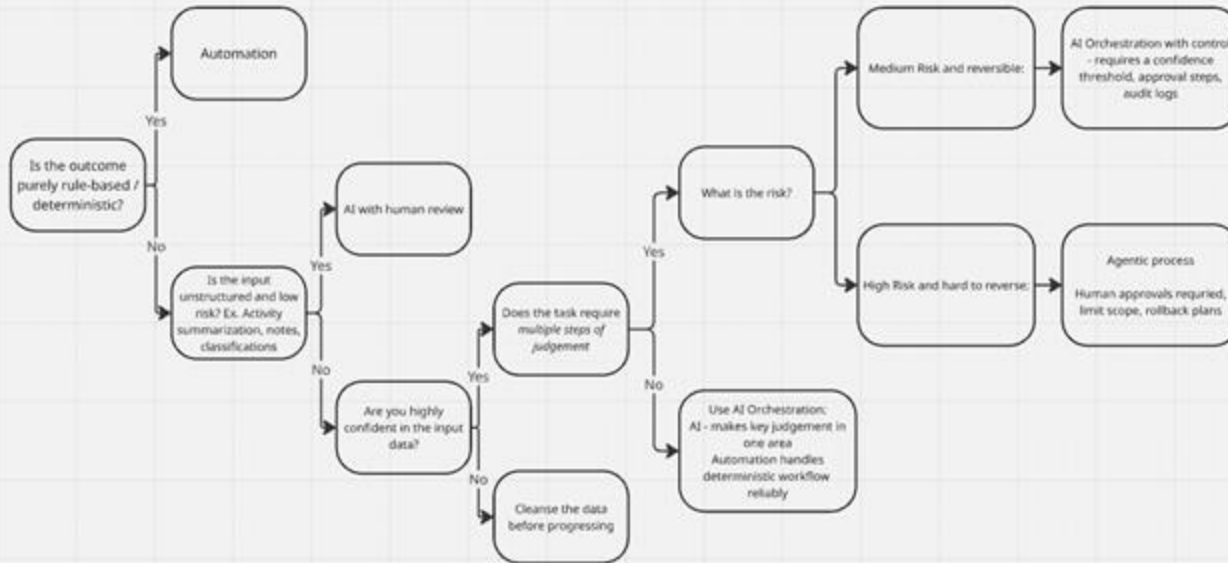 Automation
Yes
Is the outcome
purely rule-based /
deterministic?
No
AI with human review
Yes
Is the input
unstructured and low
risk? Ex. Activity
summarization, notes,
classifications
No
Are you highly
confident in the input
data?
Yes
No
Cleanse the data
before progressing
Does the task require
multiple steps of
judgement
Yes
No
Use AI Orchestration:
AI - makes key judgement in
one area
Automation handles
deterministic workflow
reliably
What is the risk?
Medium Risk and reversible:
AI Orchestration with control
- requires a confidence
threshold, approval steps,
audit logs
High Risk and hard to reverse:
Agentic process
Human approvals requried,
limit scope, rollback plans